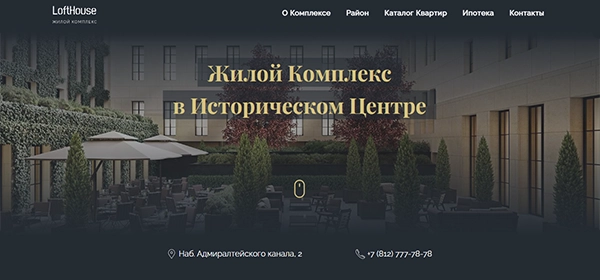 LoftHouse
ЖИЛОЙ КОМПЛЕКС
О Комплексе Район Каталог Квартир Ипотека Контакты
Жилой Комплекс
в Историческом Центре
Наб. Адмиралтейского канала, 2
+7 (812) 777-78-78